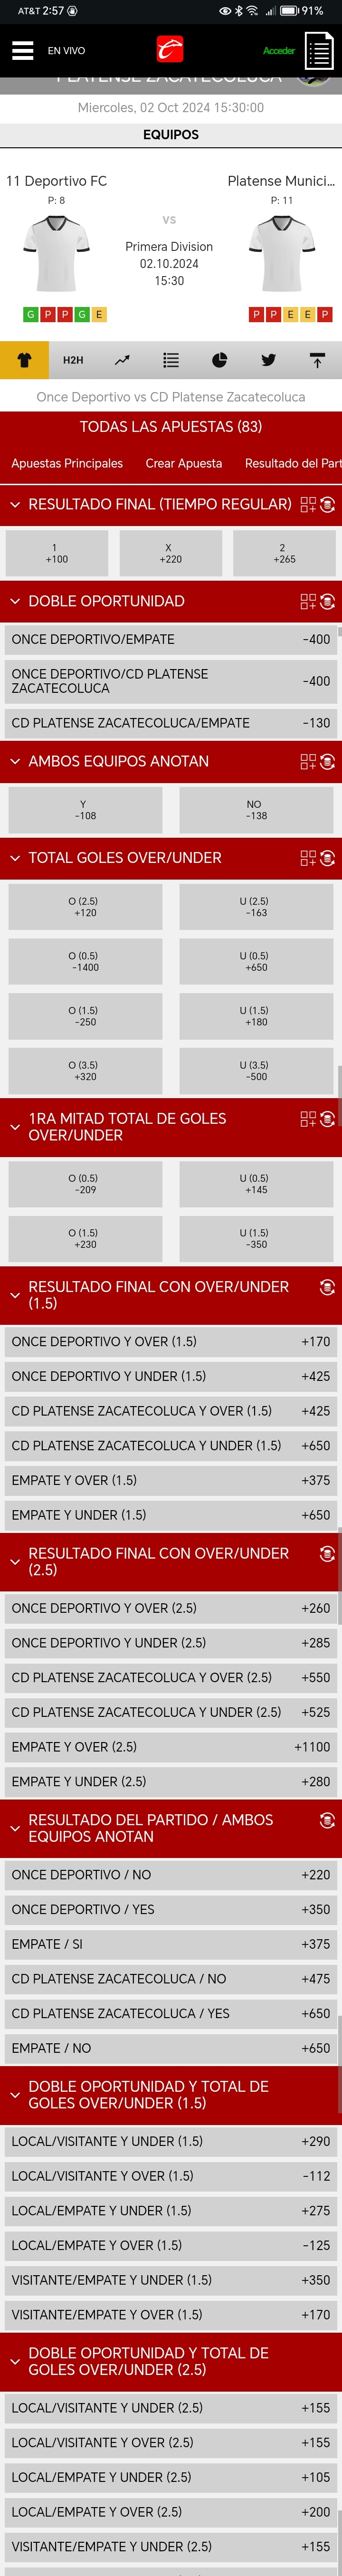 AT&T 2:57
91%
EN VIVO
Acceder
PLATENSE ZACATECOLUCA
Miercoles, 02 Oct 2024 15:30:00
EQUIPOS
11 Deportivo FC
Platense Munici...
P: 8
P: 11
VS
Primera Division
02.10.2024
15:30
G P P G E
P P E E P
H2H
Once Deportivo vs CD Platense Zacatecoluca
TODAS LAS APUESTAS (83)
Apuestas Principales Crear Apuesta Resultado del Part
RESULTADO FINAL (TIEMPO REGULAR)
1 X 2
+100 +220 +265
DOBLE OPORTUNIDAD
ONCE DEPORTIVO/EMPATE -400
ONCE DEPORTIVO/CD PLATENSE
ZACATECOLUCA
-400
CD PLATENSE ZACATECOLUCA/EMPATE -130
AMBOS EQUIPOS ANOTAN
Y NO
-108 -138
TOTAL GOLES OVER/UNDER
O (2.5) U (2.5)
+120 -163
O (0.5) U (0.5)
-1400 +650
O (1.5) U (1.5)
-250 +180
O (3.5) U (3.5)
+320 -500
1RA MITAD TOTAL DE GOLES
OVER/UNDER
O (0.5) U (0.5)
-209 +145
O (1.5) U (1.5)
+230 -350
RESULTADO FINAL CON OVER/UNDER
(1.5)
ONCE DEPORTIVO Y OVER (1.5) +170
ONCE DEPORTIVO Y UNDER (1.5) +425
CD PLATENSE ZACATECOLUCA Y OVER (1.5) +425
CD PLATENSE ZACATECOLUCA Y UNDER (1.5) +650
EMPATE Y OVER (1.5) +375
EMPATE Y UNDER (1.5) +650
RESULTADO FINAL CON OVER/UNDER
(2.5)
ONCE DEPORTIVO Y OVER (2.5) +260
ONCE DEPORTIVO Y UNDER (2.5) +285
CD PLATENSE ZACATECOLUCA Y OVER (2.5) +550
CD PLATENSE ZACATECOLUCA Y UNDER (2.5) +525
EMPATE Y OVER (2.5) +1100
EMPATE Y UNDER (2.5) +280
RESULTADO DEL PARTIDO / AMBOS
EQUIPOS ANOTAN
ONCE DEPORTIVO / NO +220
ONCE DEPORTIVO / YES +350
EMPATE / SI +375
CD PLATENSE ZACATECOLUCA / NO +475
CD PLATENSE ZACATECOLUCA / YES +650
EMPATE / NO +650
DOBLE OPORTUNIDAD Y TOTAL DE
GOLES OVER/UNDER (1.5)
LOCAL/VISITANTE Y UNDER (1.5) +290
LOCAL/VISITANTE Y OVER (1.5) -112
LOCAL/EMPATE Y UNDER (1.5) +275
LOCAL/EMPATE Y OVER (1.5) -125
VISITANTE/EMPATE Y UNDER (1.5) +350
VISITANTE/EMPATE Y OVER (1.5) +170
DOBLE OPORTUNIDAD Y TOTAL DE
GOLES OVER/UNDER (2.5)
LOCAL/VISITANTE Y UNDER (2.5) +155
LOCAL/VISITANTE Y OVER (2.5) +155
LOCAL/EMPATE Y UNDER (2.5) +105
LOCAL/EMPATE Y OVER (2.5) +200
VISITANTE/EMPATE Y UNDER (2.5) +155